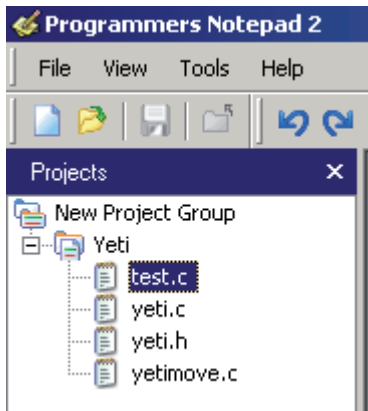 Programmers Notepad 2
File View Tools Help
Projects
New Project Group
Yeti
test.c
yeti.c
yeti.h
yetimove.c